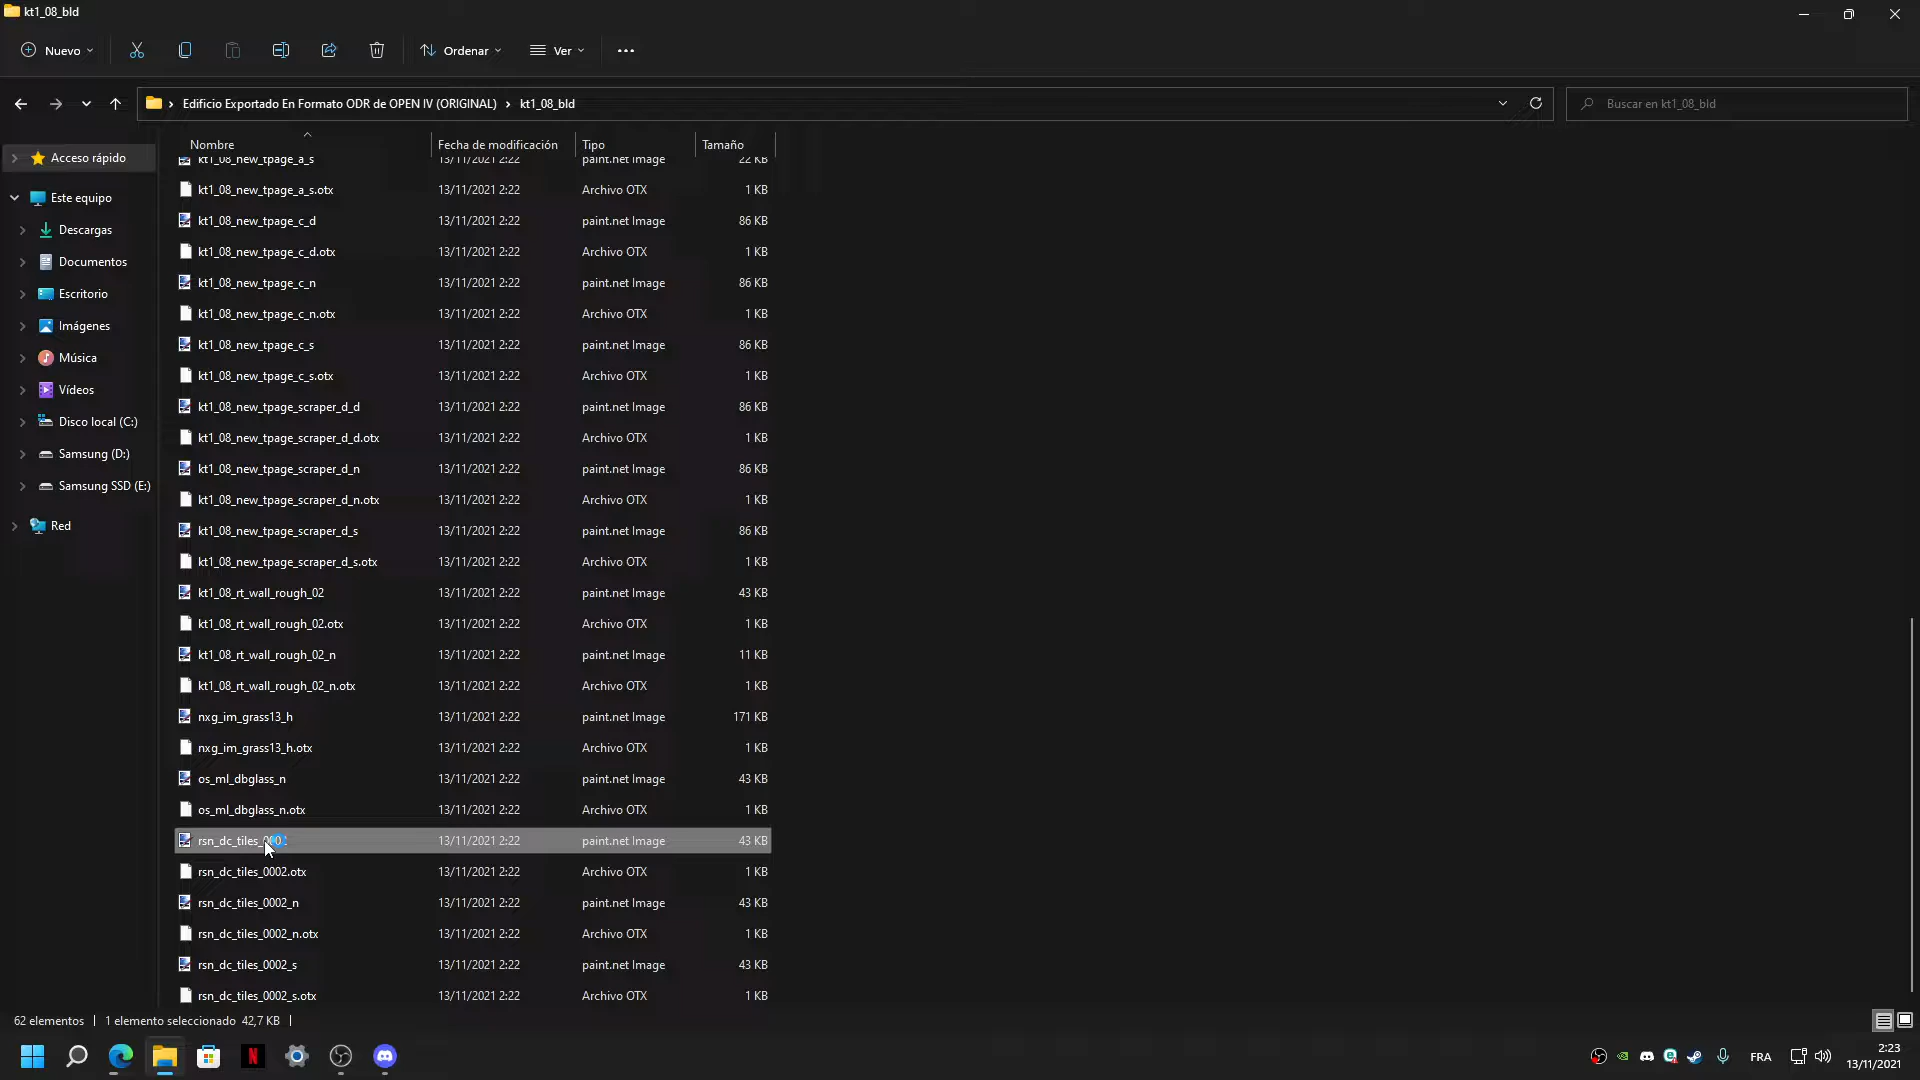 kt1_08_bld
Nuevo
Ordenar
Ver
Edificio Exportado En Formato ODR de OPEN IV (ORIGINAL) › kt1_08_bld
Buscar en kt1_08_bld
Nombre Fecha de modificación Tipo Tamaño
Acceso rápido
Este equipo
Descargas
Documentos
Escritorio
Imágenes
Música
Vídeos
Disco local (C:)
Samsung (D:)
Samsung SSD (E:)
Red
kt1_08_new_tpage_a_s 13/11/2021 2:22 paint.net Image 22 KB
kt1_08_new_tpage_a_s.otx 13/11/2021 2:22 Archivo OTX 1 KB
kt1_08_new_tpage_c_d 13/11/2021 2:22 paint.net Image 86 KB
kt1_08_new_tpage_c_d.otx 13/11/2021 2:22 Archivo OTX 1 KB
kt1_08_new_tpage_c_n 13/11/2021 2:22 paint.net Image 86 KB
kt1_08_new_tpage_c_n.otx 13/11/2021 2:22 Archivo OTX 1 KB
kt1_08_new_tpage_c_s 13/11/2021 2:22 paint.net Image 86 KB
kt1_08_new_tpage_c_s.otx 13/11/2021 2:22 Archivo OTX 1 KB
kt1_08_new_tpage_scraper_d_d 13/11/2021 2:22 paint.net Image 86 KB
kt1_08_new_tpage_scraper_d_d.otx 13/11/2021 2:22 Archivo OTX 1 KB
kt1_08_new_tpage_scraper_d_n 13/11/2021 2:22 paint.net Image 86 KB
kt1_08_new_tpage_scraper_d_n.otx 13/11/2021 2:22 Archivo OTX 1 KB
kt1_08_new_tpage_scraper_d_s 13/11/2021 2:22 paint.net Image 86 KB
kt1_08_new_tpage_scraper_d_s.otx 13/11/2021 2:22 Archivo OTX 1 KB
kt1_08_rt_wall_rough_02 13/11/2021 2:22 paint.net Image 43 KB
kt1_08_rt_wall_rough_02.otx 13/11/2021 2:22 Archivo OTX 1 KB
kt1_08_rt_wall_rough_02_n 13/11/2021 2:22 paint.net Image 11 KB
kt1_08_rt_wall_rough_02_n.otx 13/11/2021 2:22 Archivo OTX 1 KB
nxg_im_grass13_h 13/11/2021 2:22 paint.net Image 171 KB
nxg_im_grass13_h.otx 13/11/2021 2:22 Archivo OTX 1 KB
os_ml_dbglass_n 13/11/2021 2:22 paint.net Image 43 KB
os_ml_dbglass_n.otx 13/11/2021 2:22 Archivo OTX 1 KB
13/11/2021 2:22 paint.net Image 43 KB
rsn_dc_tiles_0002.otx 13/11/2021 2:22 Archivo OTX 1 KB
rsn_dc_tiles_0002_n 13/11/2021 2:22 paint.net Image 43 KB
rsn_dc_tiles_0002_n.otx 13/11/2021 2:22 Archivo OTX 1 KB
rsn_dc_tiles_0002_s 13/11/2021 2:22 paint.net Image 43 KB
rsn_dc_tiles_0002_s.otx 13/11/2021 2:22 Archivo OTX 1 KB
62 elementos | 1 elemento seleccionado 42,7 KB |
N
FRA
2:23
13/11/2021